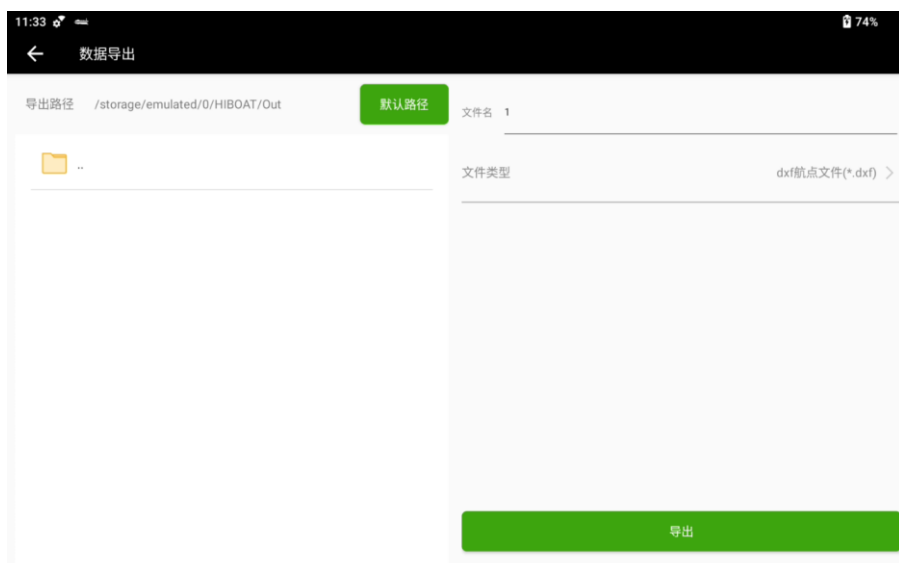 11:33 74%
数据导出
导出路径 /storage/emulated/0/HIBOAT/Out 默认路径
文件名 1
..
文件类型 dxf航点文件(*.dxf)
导出